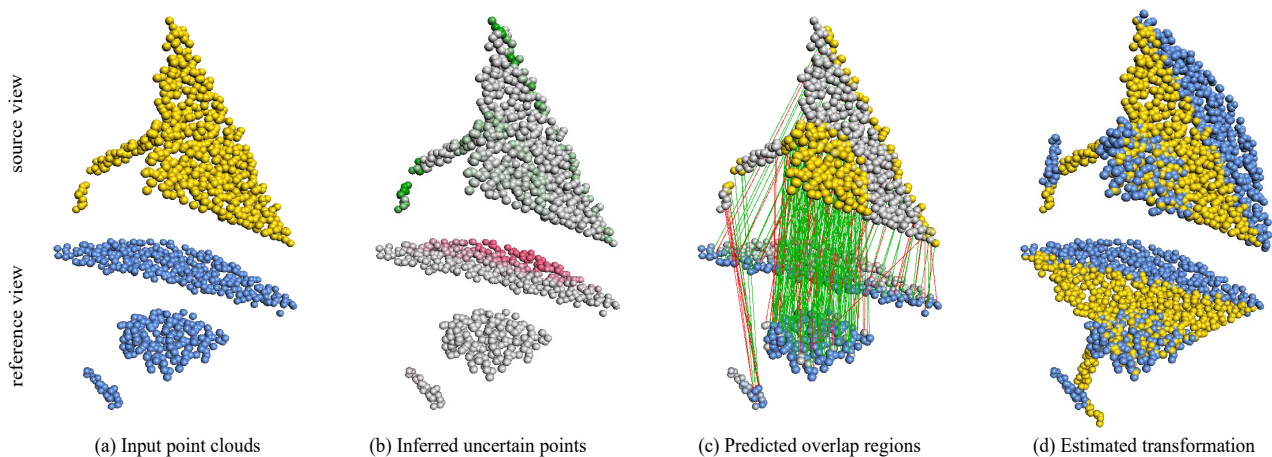 source view
reference view
(a) Input point clouds
(b) Inferred uncertain points
(c) Predicted overlap regions
(d) Estimated transformation